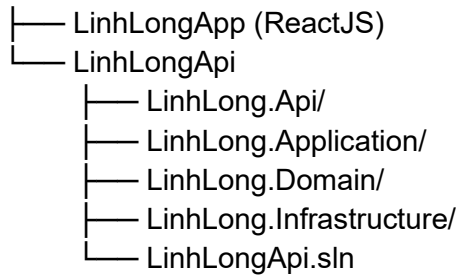 ├── LinhLongApp (ReactJS)
└── LinhLongApi
    ├── LinhLong.Api/
    ├── LinhLong.Application/
    ├── LinhLong.Domain/
    ├── LinhLong.Infrastructure/
    └── LinhLongApi.sln